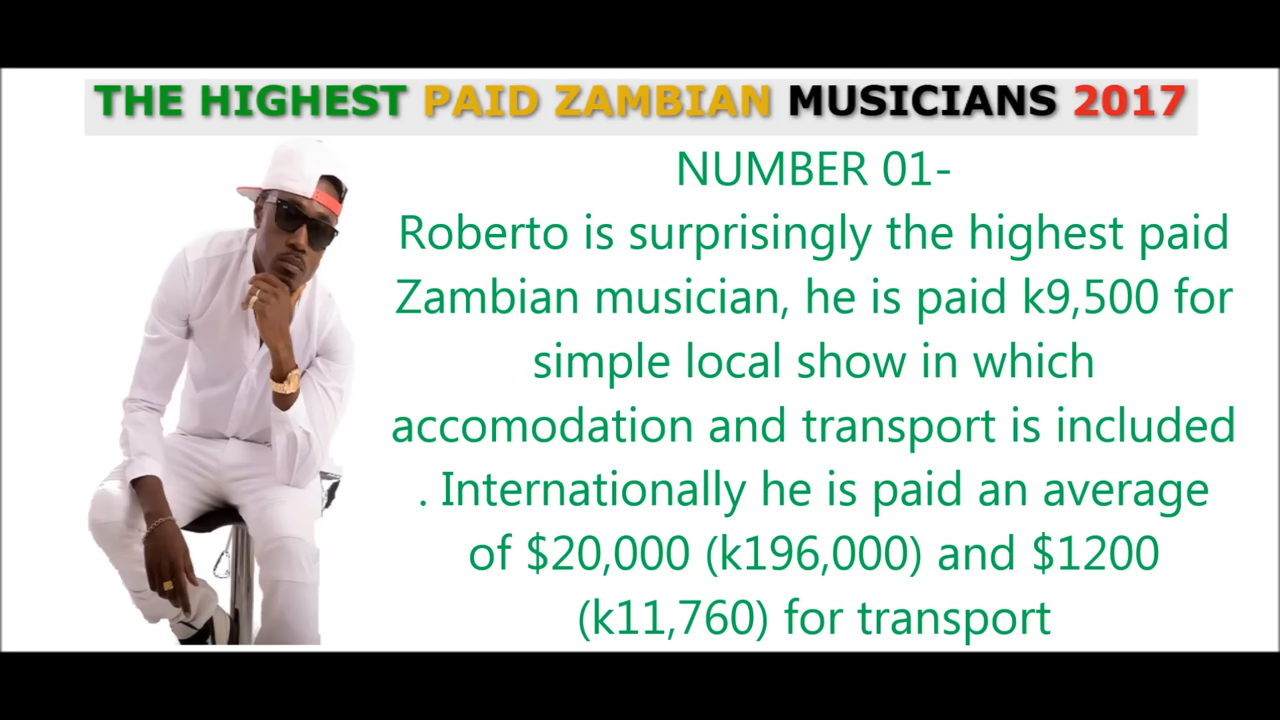 THE HIGHEST PAID ZAMBIAN MUSICIANS 2017
NUMBER 01-
Roberto is surprisingly the highest paid
Zambian musician, he is paid k9,500 for
simple local show in which
accomodation and transport is included
. Internationally he is paid an average
of $20,000 (k196,000) and $1200
(k11,760) for transport